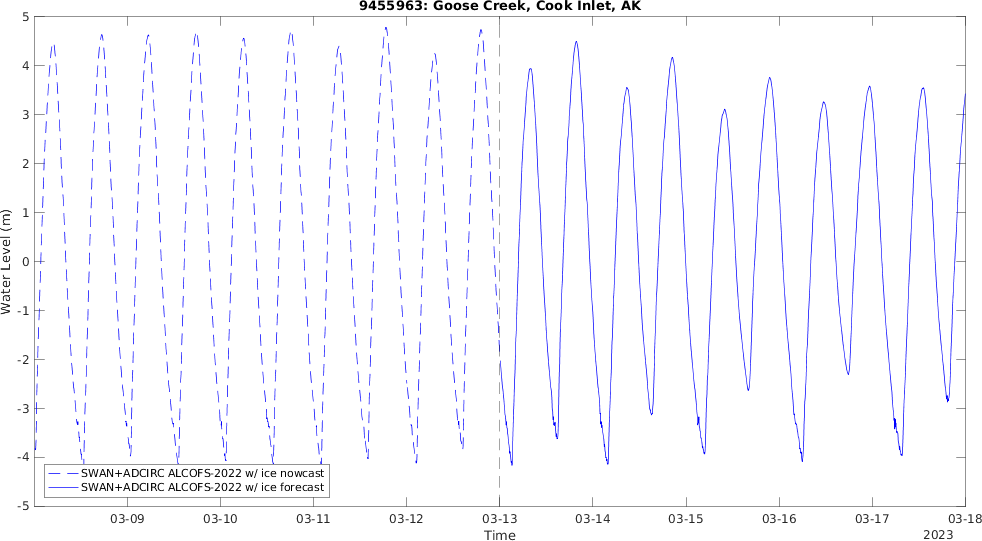 9455963: Goose Creek, Cook Inlet, AK
5
4
3
2
1
0
-1
-2
-3
-4
-5
Water Level (m)
SWAN+ADCIRC ALCOFS-2022 w/ ice nowcast
SWAN+ADCIRC ALCOFS-2022 w/ ice forecast
03-09 03-10 03-11 03-12 03-13 03-14 03-15 03-16 03-17 03-18
Time
2023